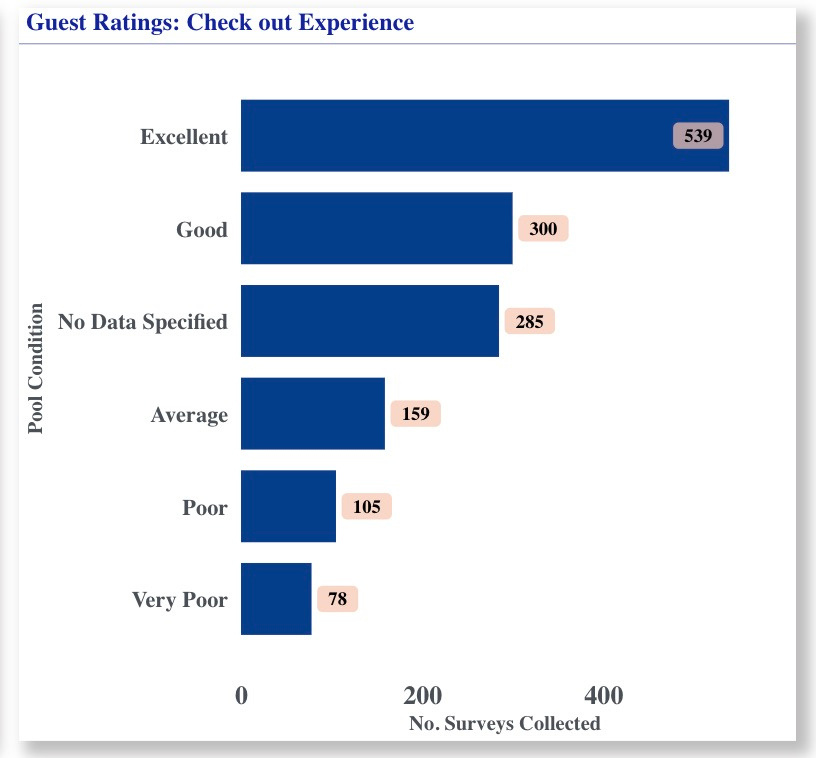 Guest Ratings: Check out Experience
Excellent
539
Good
300
No Data Specified
285
Average
159
Poor
105
Very Poor
78
Pool Condition
0 200 400
No. Surveys Collected